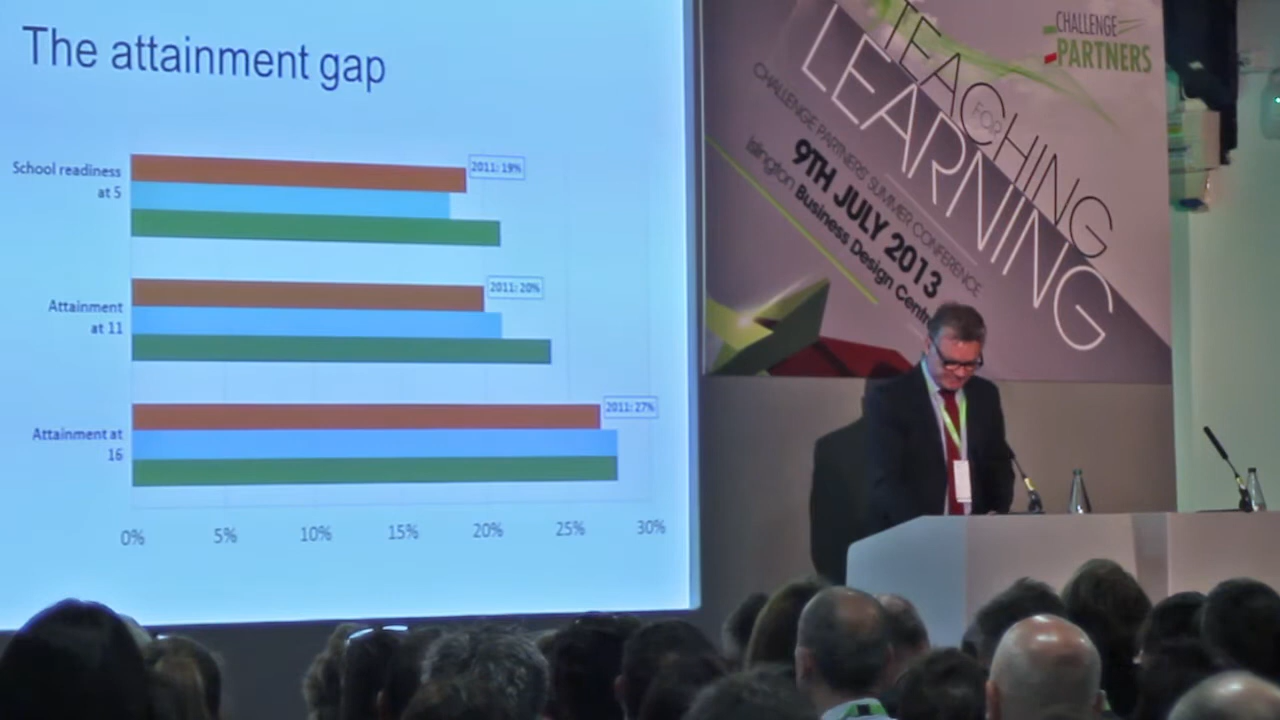 The attainment gap
School readiness
at 5
2011: 19%
Attainment
at 11
2011: 20%
Attainment at
16
2011: 27%
0% 5% 10% 15% 20% 25% 30%
CHALLENGE
PARTNERS
TEACHING
FOR
LEARNING
CHALLENGE PARTNERS' SUMMER CONFERENCE
9TH JULY 2013
Islington Business Design Centre